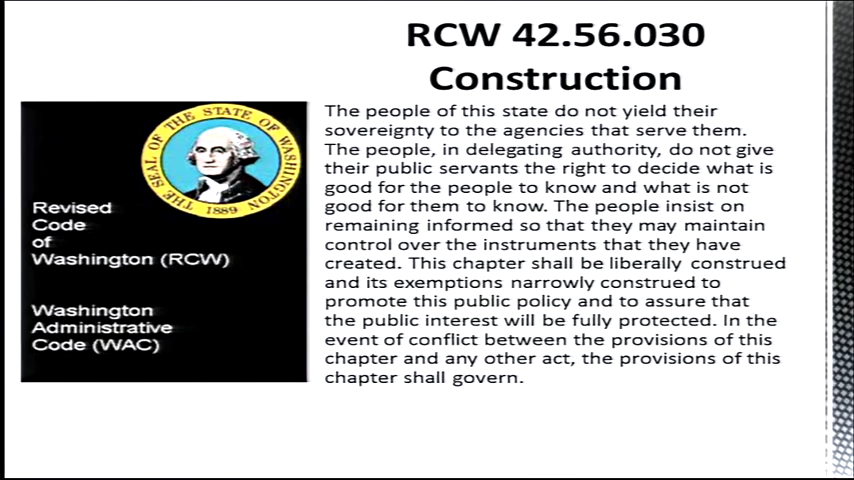 RCW 42.56.030
Construction
The people of this state do not yield their
sovereignty to the agencies that serve them.
The people, in delegating authority, do not give
their public servants the right to decide what is
good for the people to know and what is not
good for them to know. The people insist on
remaining informed so that they may maintain
control over the instruments that they have
created. This chapter shall be liberally construed
and its exemptions narrowly construed to
promote this public policy and to assure that
the public interest will be fully protected. In the
event of conflict between the provisions of this
chapter and any other act, the provisions of this
chapter shall govern.
THE SEAL OF THE STATE OF WASHINGTON
1889
Revised
Code
of
Washington (RCW)
Washington
Administrative
Code (WAC)